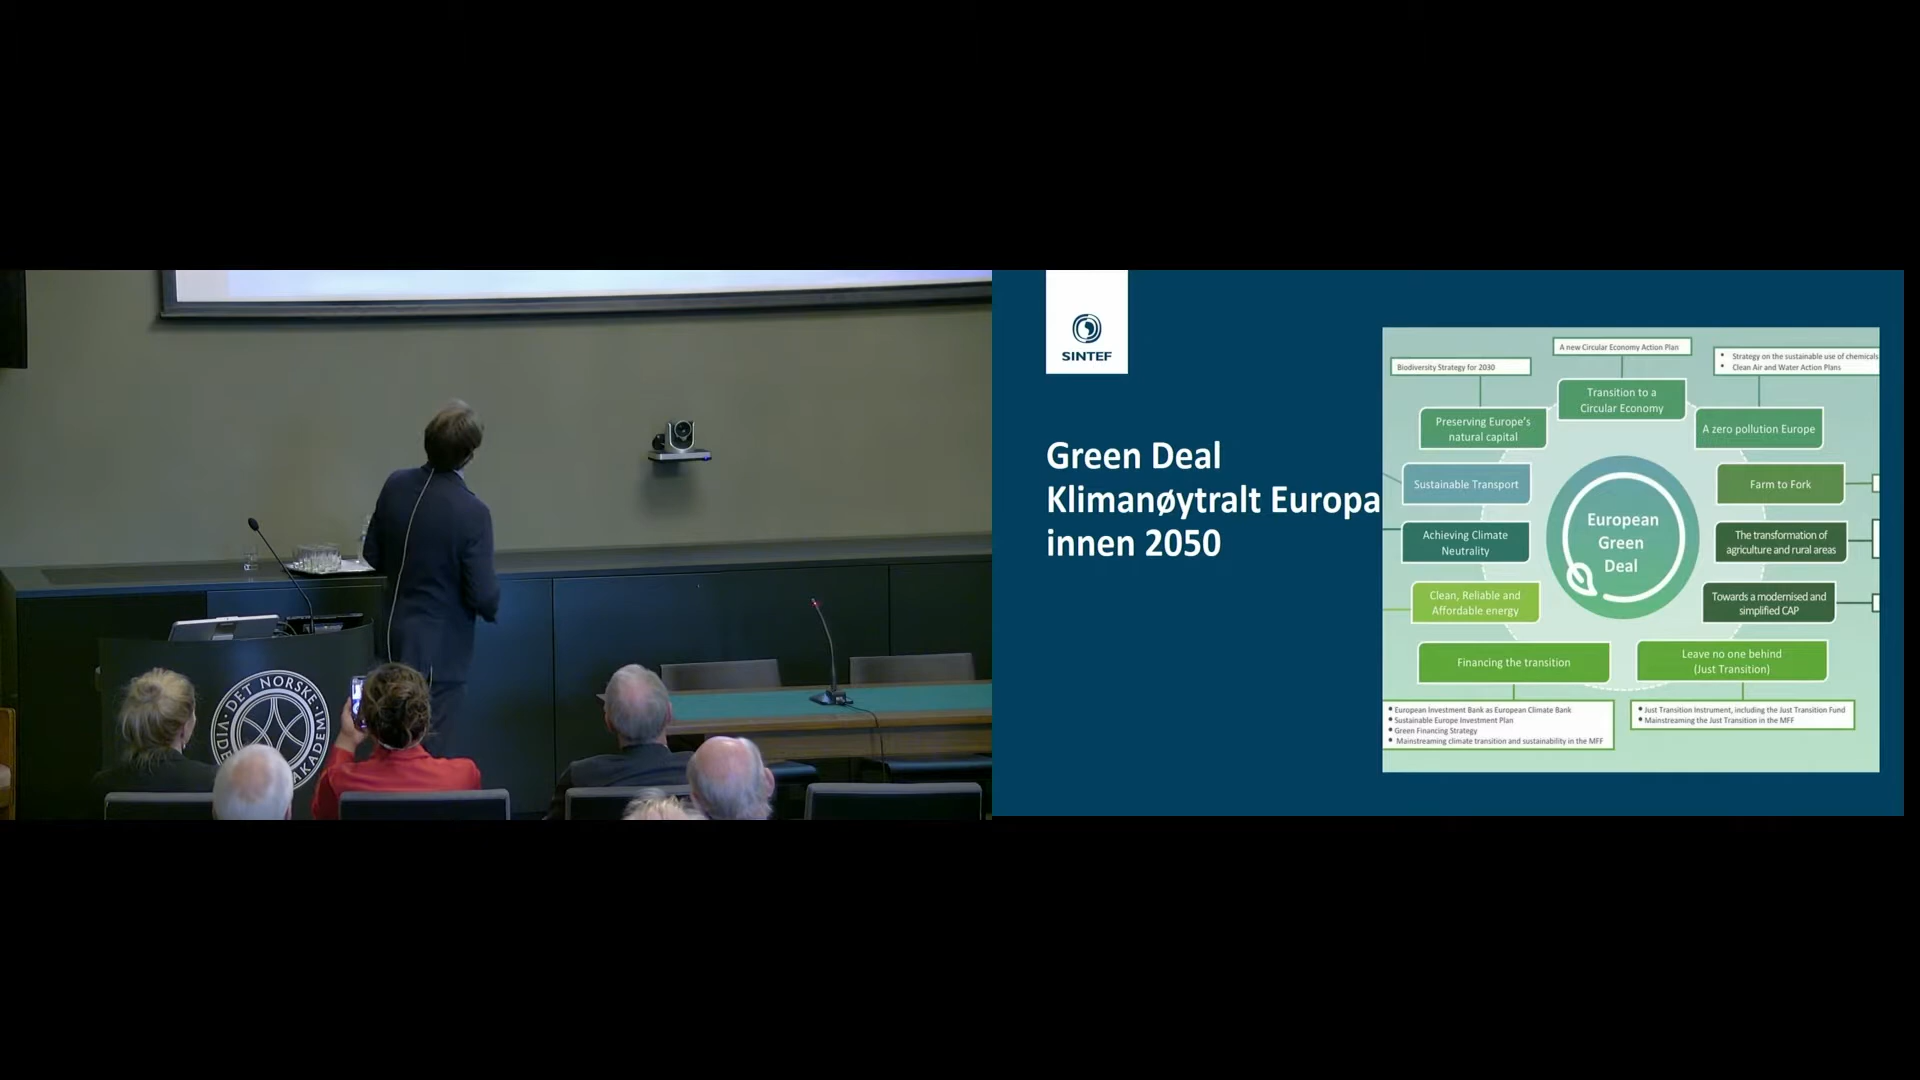 DET NORSKE
VIDE
AKADEMI
SINTEF
Green Deal
Klimanøytralt Europa
innen 2050
A new Circular Economy Action Plan
Biodiversity Strategy for 2030
• Strategy on the sustainable use of chemicals
• Clean Air and Water Action Plans
Transition to a
Circular Economy
Preserving Europe's
natural capital
A zero pollution Europe
Sustainable Transport
Farm to Fork
Achieving Climate
Neutrality
European
Green
Deal
The transformation of
agriculture and rural areas
Clean, Reliable and
Affordable energy
Towards a modernised and
simplified CAP
Financing the transition
Leave no one behind
(Just Transition)
• European Investment Bank as European Climate Bank
• Sustainable Europe Investment Plan
• Green Financing Strategy
• Mainstreaming climate transition and sustainability in the MFF
• Just Transition Instrument, including the Just Transition Fund
• Mainstreaming the Just Transition in the MFF